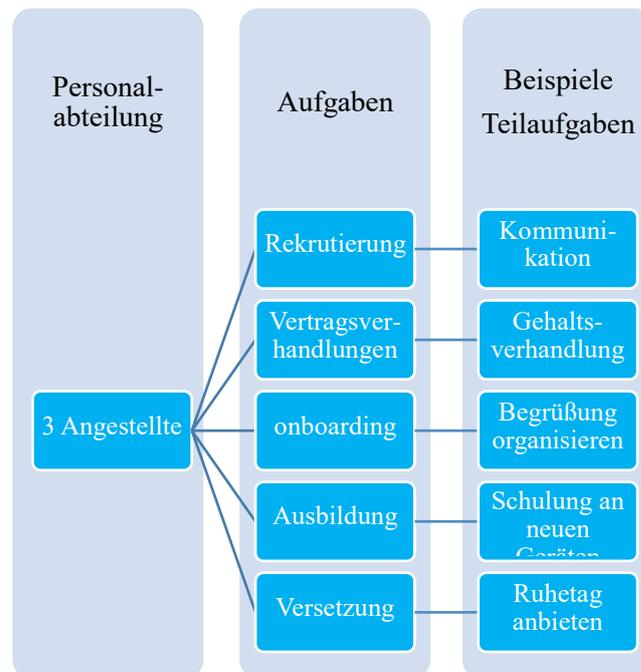 Personal-
abteilung
Aufgaben
Beispiele
Teilaufgaben
3 Angestellte
Rekrutierung
Kommuni-
kation
Vertragsver-
handlungen
Gehalts-
verhandlung
onboarding
Begrüßung
organisieren
Ausbildung
Schulung an
neuen
Geräten
Versetzung
Ruhetag
anbieten